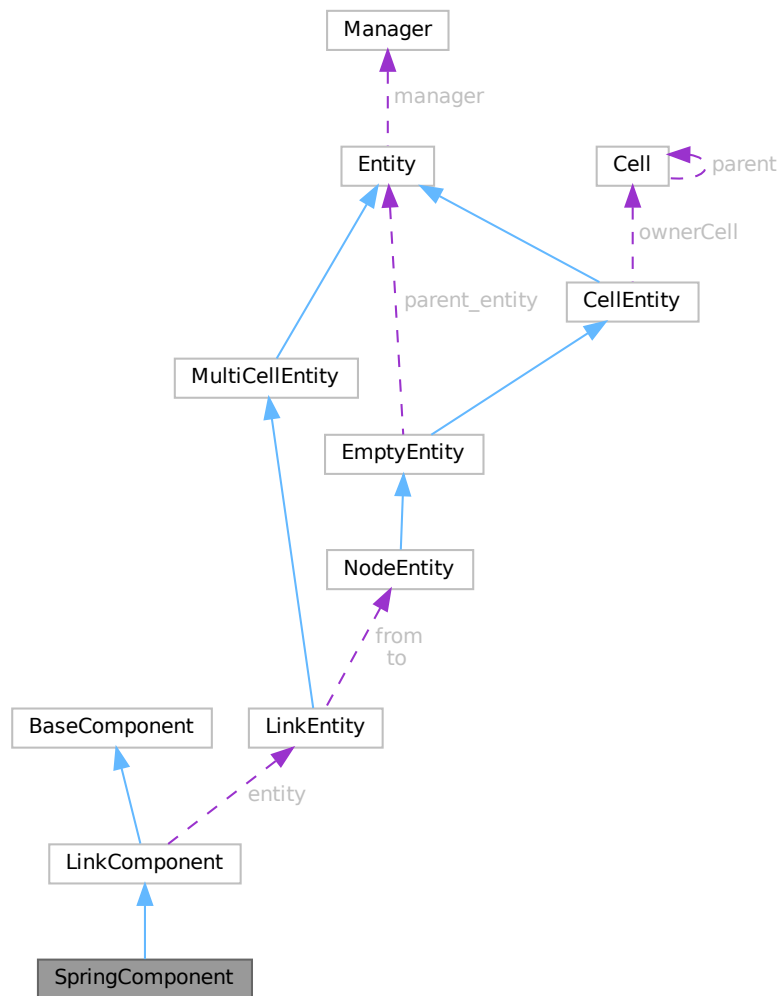 Manager
manager
Entity
Cell
parent
ownerCell
CellEntity
parent_entity
MultiCellEntity
EmptyEntity
NodeEntity
from
to
BaseComponent
LinkEntity
entity
LinkComponent
SpringComponent